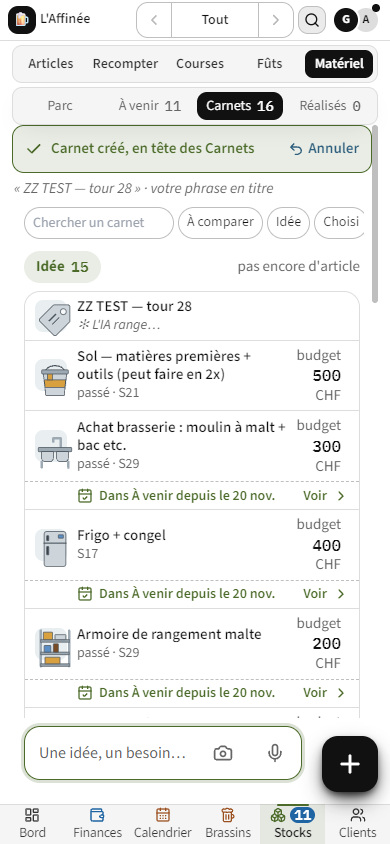 L'Affinée
Tout
G
A
Articles Recompter Courses Fûts Matériel
Parc À venir 11 Carnets 16 Réalisés 0
Carnet créé, en tête des Carnets Annuler
« ZZ TEST — tour 28 » · votre phrase en titre
Chercher un carnet À comparer Idée Choisi
Idée 15 pas encore d'article
ZZ TEST — tour 28
L'IA range…
Sol — matières premières + outils (peut faire en 2x)
passé · S21
budget
500
CHF
Achat brasserie : moulin à malt + bac etc.
passé · S29
budget
300
CHF
Dans À venir depuis le 20 nov. Voir
Frigo + congel
S17
budget
400
CHF
Dans À venir depuis le 20 nov. Voir
Armoire de rangement malte
passé · S29
budget
200
CHF
Dans À venir depuis le 20 nov. Voir
Une idée, un besoin…
Bord Finances Calendrier Brassins Stocks 11 Clients